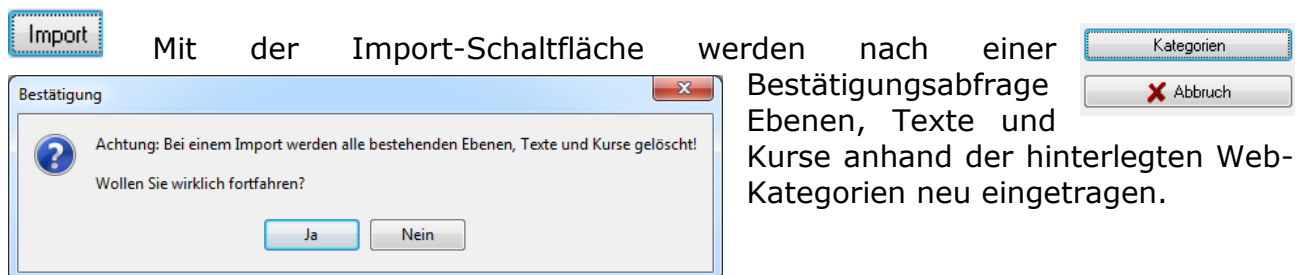 Import
Mit der Import-Schaltfläche werden nach einer
Kategorien
Abbruch
Bestätigungsabfrage
Ebenen, Texte und
Kurse anhand der hinterlegten Web-
Kategorien neu eingetragen.
Bestätigung
Achtung: Bei einem Import werden alle bestehenden Ebenen, Texte und Kurse gelöscht!
Wollen Sie wirklich fortfahren?
Ja Nein